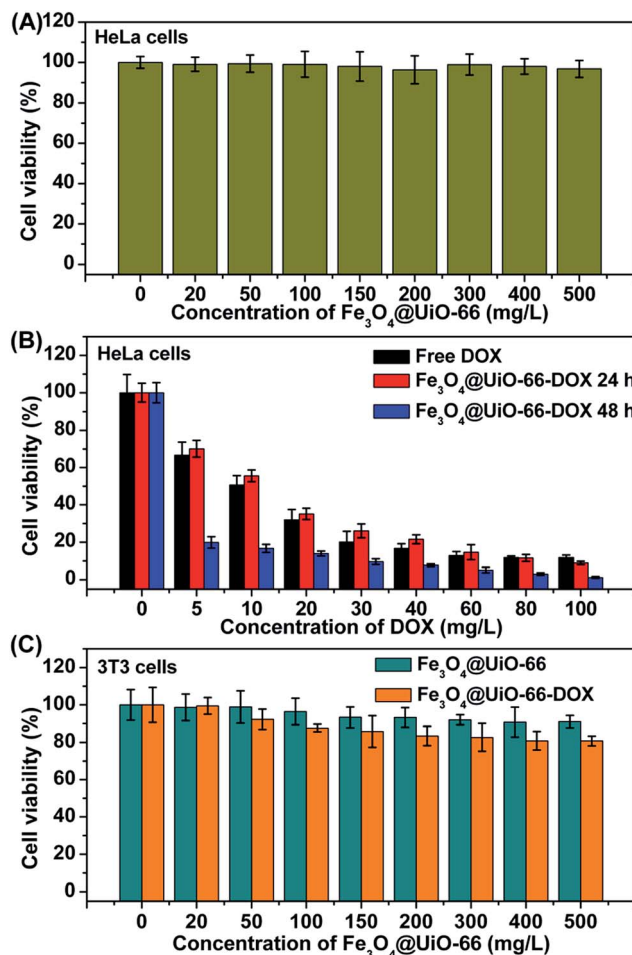 (A)
120
HeLa cells
100
80
60
40
20
0
Cell viability (%)
0 20 50 100 150 200 300 400 500
Concentration of Fe₃O₄@UiO-66 (mg/L)
(B)
120
HeLa cells
Free DOX
Fe₃O₄@UiO-66-DOX 24 h
Fe₃O₄@UiO-66-DOX 48 h
100
80
60
40
20
0
Cell viability (%)
0 5 10 20 30 40 60 80 100
Concentration of DOX (mg/L)
(C)
120
3T3 cells
Fe₃O₄@UiO-66
Fe₃O₄@UiO-66-DOX
100
80
60
40
20
0
Cell viability (%)
0 20 50 100 150 200 300 400 500
Concentration of Fe₃O₄@UiO-66 (mg/L)